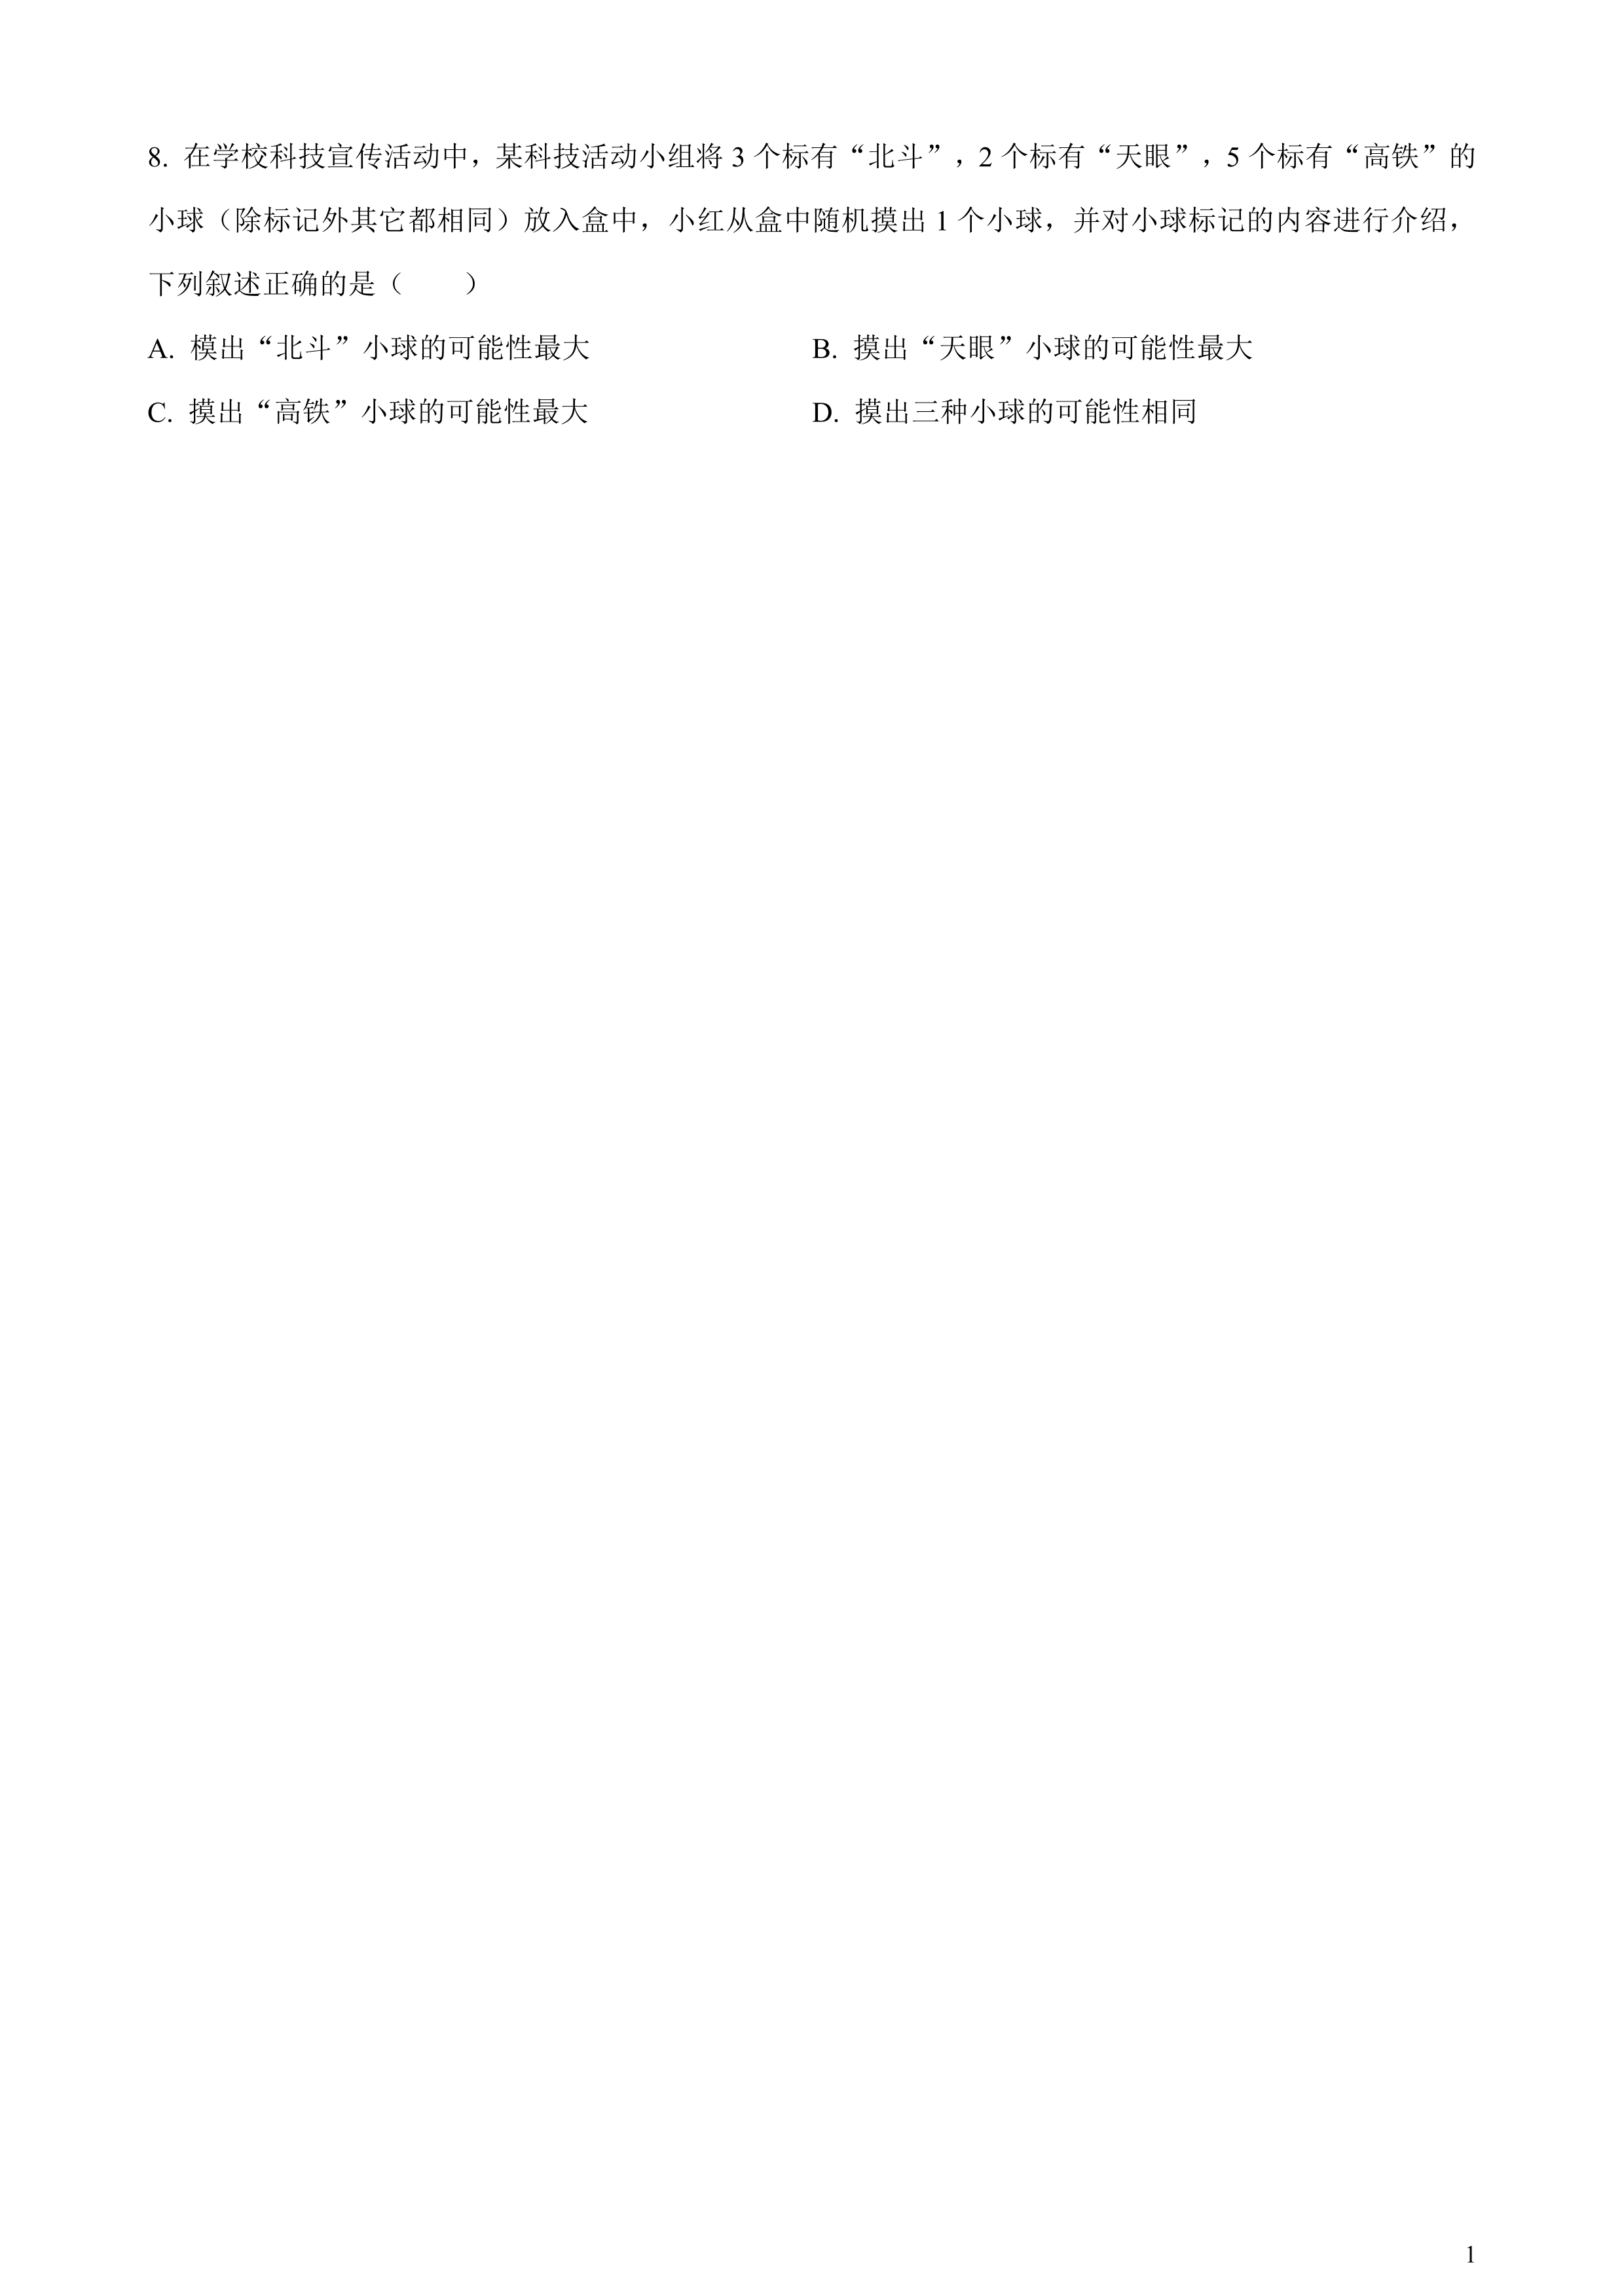 8. 在学校科技宣传活动中，某科技活动小组将 3 个标有“北斗”，2 个标有“天眼”，5 个标有“高铁”的
小球（除标记外其它都相同）放入盒中，小红从盒中随机摸出 1 个小球，并对小球标记的内容进行介绍，
下列叙述正确的是（　　）
A. 模出“北斗”小球的可能性最大 B. 摸出“天眼”小球的可能性最大
C. 摸出“高铁”小球的可能性最大 D. 摸出三种小球的可能性相同
1